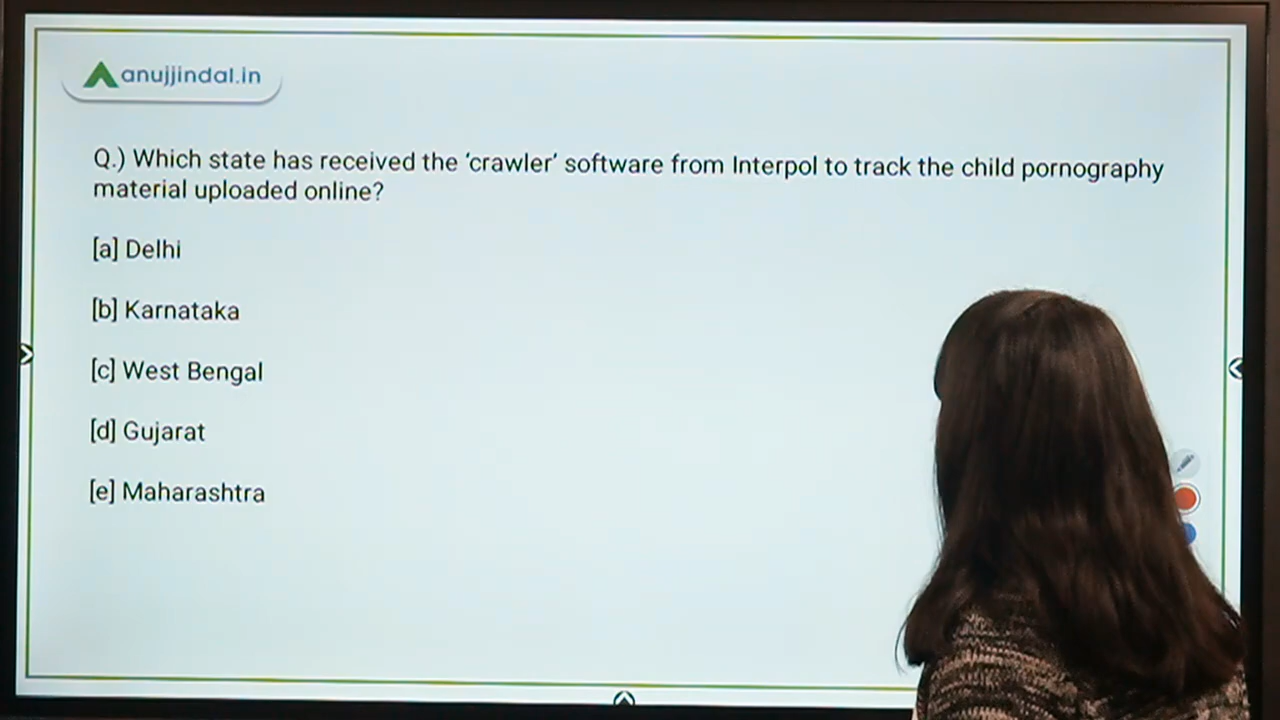 anujjindal.in
Q.) Which state has received the ‘crawler’ software from Interpol to track the child pornography
material uploaded online?
[a] Delhi
[b] Karnataka
[c] West Bengal
[d] Gujarat
[e] Maharashtra